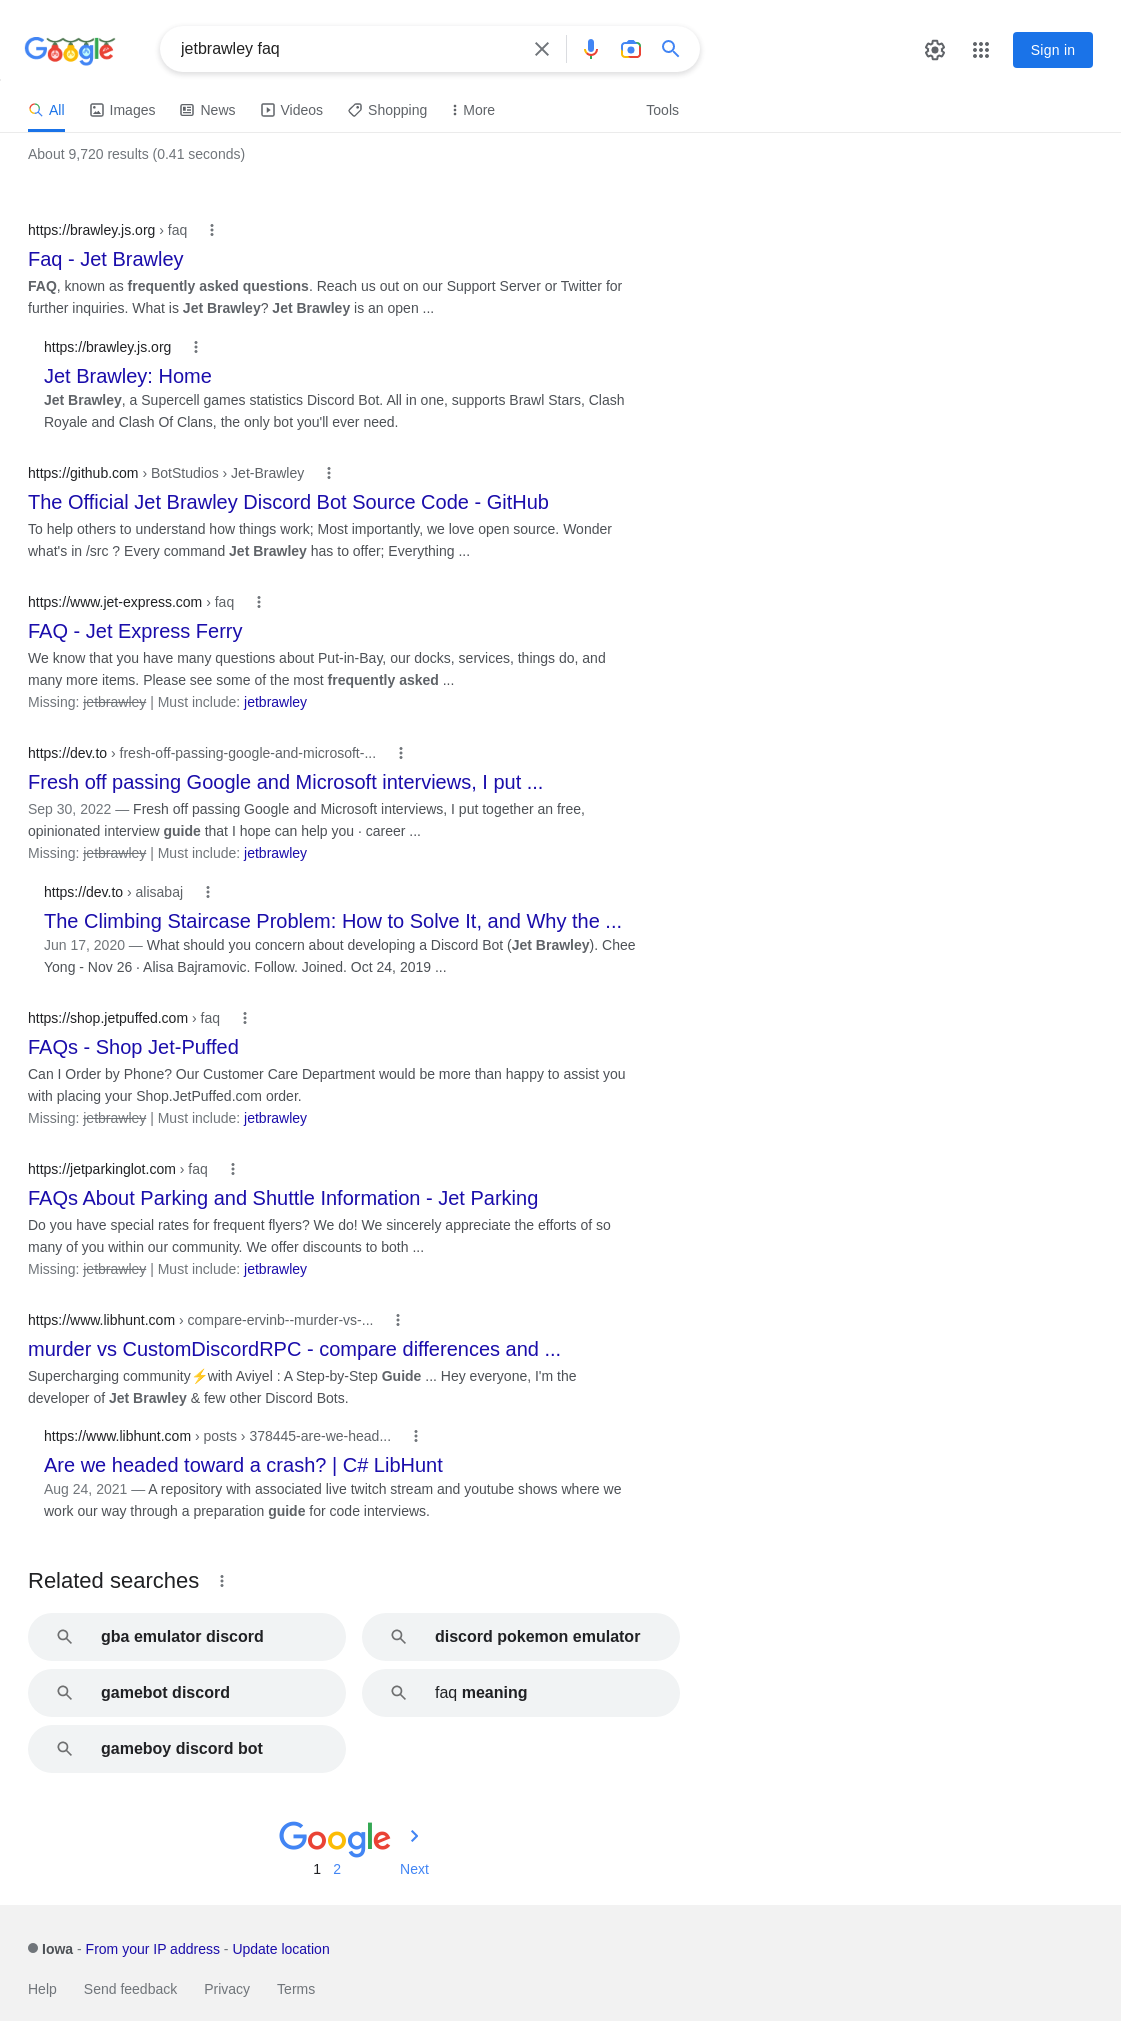 Google
jetbrawley faq
Sign in
All Images News Videos Shopping More Tools
About 9,720 results (0.41 seconds)
https://brawley.js.org › faq
Faq - Jet Brawley
FAQ, known as frequently asked questions. Reach us out on our Support Server or Twitter for
further inquiries. What is Jet Brawley? Jet Brawley is an open ...
https://brawley.js.org
Jet Brawley: Home
Jet Brawley, a Supercell games statistics Discord Bot. All in one, supports Brawl Stars, Clash
Royale and Clash Of Clans, the only bot you'll ever need.
https://github.com › BotStudios › Jet-Brawley
The Official Jet Brawley Discord Bot Source Code - GitHub
To help others to understand how things work; Most importantly, we love open source. Wonder
what's in /src ? Every command Jet Brawley has to offer; Everything ...
https://www.jet-express.com › faq
FAQ - Jet Express Ferry
We know that you have many questions about Put-in-Bay, our docks, services, things do, and
many more items. Please see some of the most frequently asked ...
Missing: jetbrawley | Must include: jetbrawley
https://dev.to › fresh-off-passing-google-and-microsoft-...
Fresh off passing Google and Microsoft interviews, I put ...
Sep 30, 2022 — Fresh off passing Google and Microsoft interviews, I put together an free,
opinionated interview guide that I hope can help you · career ...
Missing: jetbrawley | Must include: jetbrawley
https://dev.to › alisabaj
The Climbing Staircase Problem: How to Solve It, and Why the ...
Jun 17, 2020 — What should you concern about developing a Discord Bot (Jet Brawley). Chee
Yong - Nov 26 · Alisa Bajramovic. Follow. Joined. Oct 24, 2019 ...
https://shop.jetpuffed.com › faq
FAQs - Shop Jet-Puffed
Can I Order by Phone? Our Customer Care Department would be more than happy to assist you
with placing your Shop.JetPuffed.com order.
Missing: jetbrawley | Must include: jetbrawley
https://jetparkinglot.com › faq
FAQs About Parking and Shuttle Information - Jet Parking
Do you have special rates for frequent flyers? We do! We sincerely appreciate the efforts of so
many of you within our community. We offer discounts to both ...
Missing: jetbrawley | Must include: jetbrawley
https://www.libhunt.com › compare-ervinb--murder-vs-...
murder vs CustomDiscordRPC - compare differences and ...
Supercharging community⚡with Aviyel : A Step-by-Step Guide ... Hey everyone, I'm the
developer of Jet Brawley & few other Discord Bots.
https://www.libhunt.com › posts › 378445-are-we-head...
Are we headed toward a crash? | C# LibHunt
Aug 24, 2021 — A repository with associated live twitch stream and youtube shows where we
work our way through a preparation guide for code interviews.
Related searches
gba emulator discord
discord pokemon emulator
gamebot discord
faq meaning
gameboy discord bot
Google
1 2 Next
Iowa - From your IP address - Update location
Help Send feedback Privacy Terms